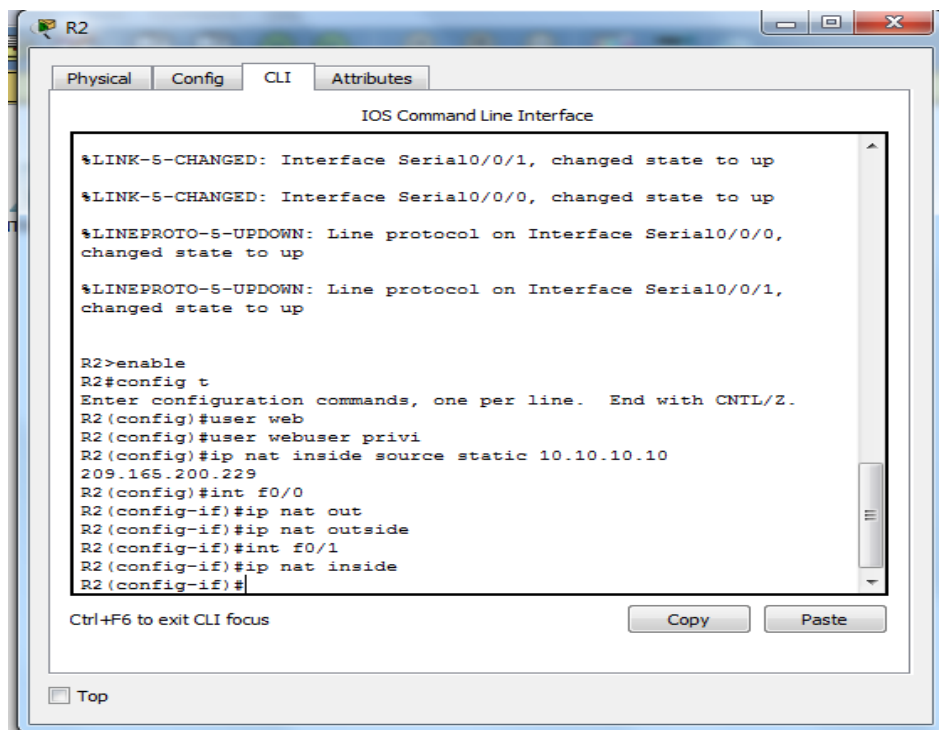 R2
Physical Config CLI Attributes
IOS Command Line Interface
%LINK-5-CHANGED: Interface Serial0/0/1, changed state to up
%LINK-5-CHANGED: Interface Serial0/0/0, changed state to up
%LINEPROTO-5-UPDOWN: Line protocol on Interface Serial0/0/0,
changed state to up
%LINEPROTO-5-UPDOWN: Line protocol on Interface Serial0/0/1,
changed state to up
R2>enable
R2#config t
Enter configuration commands, one per line.  End with CNTL/Z.
R2(config)#user web
R2(config)#user webuser privi
R2(config)#ip nat inside source static 10.10.10.10
209.165.200.229
R2(config)#int f0/0
R2(config-if)#ip nat out
R2(config-if)#ip nat outside
R2(config-if)#int f0/1
R2(config-if)#ip nat inside
R2(config-if)#
Ctrl+F6 to exit CLI focus Copy Paste
Top